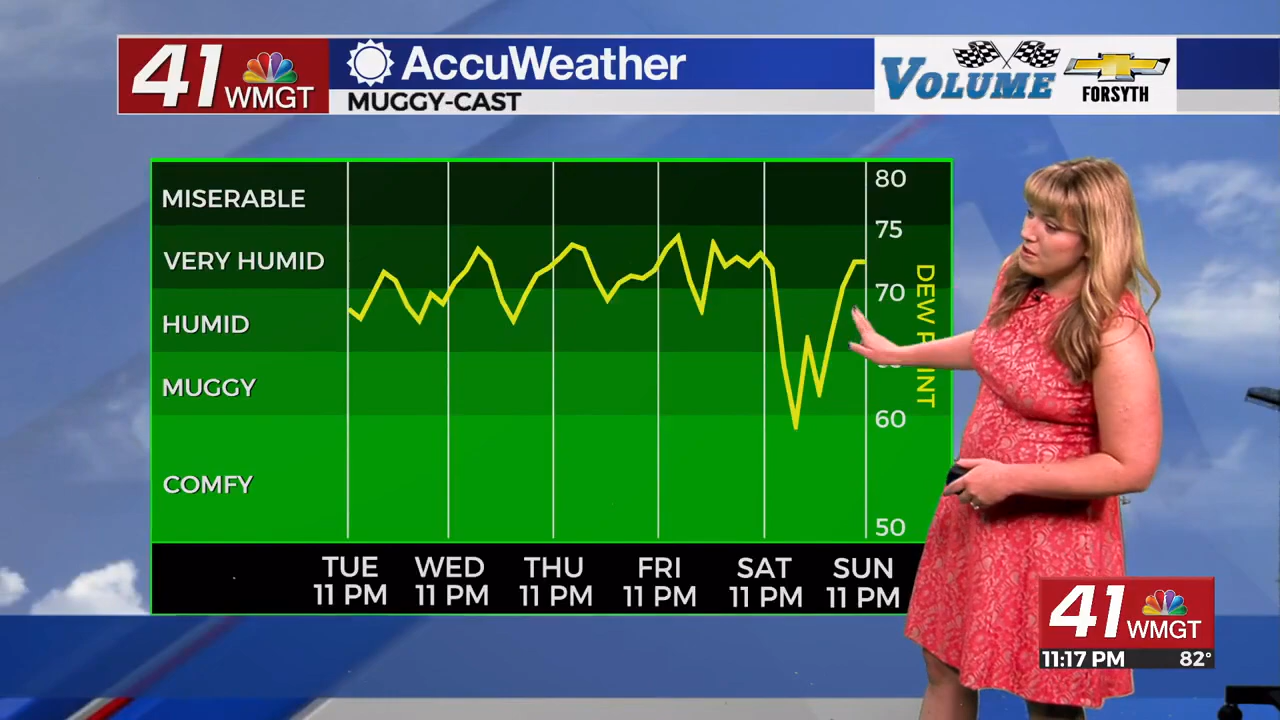 41 WMGT
AccuWeather
MUGGY-CAST
VOLUME
FORSYTH
MISERABLE
VERY HUMID
HUMID
MUGGY
COMFY
80
75
70
60
50
DEW
TUE WED THU FRI SAT SUN
11 PM 11 PM 11 PM 11 PM 11 PM 11 PM
41 WMGT
11:17 PM 82°